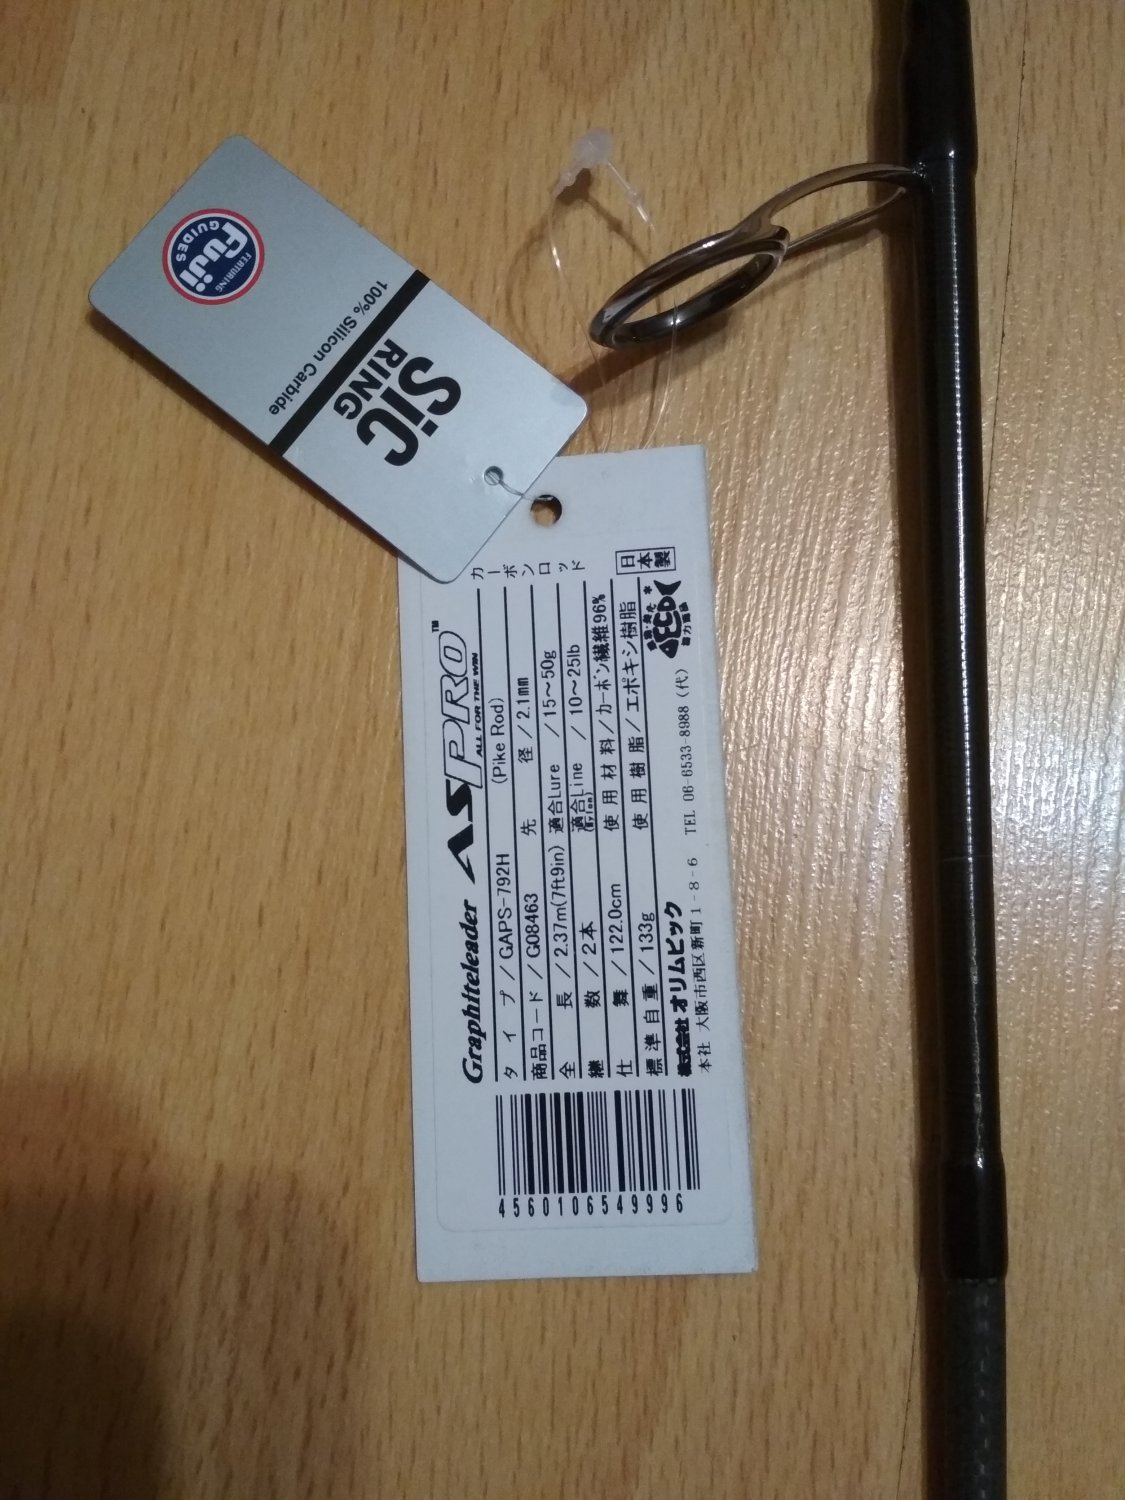 FEATURING
Fuji
GUIDES
100% Silicon Carbide
SiC
RING
カーボンロッド
日本製
Graphiteleader ASPRO™
ALL FOR THE WIN
タイプ/GAPS-792H (Pike Rod)
商品コード/G08463 先径/2.1mm
全長/2.37m(7ft9in) 適合Lure/15～50g
継数/2本 適合Line/10～25lb
(Nylon)
仕舞/122.0cm 使用材料/カーボン繊維96%
標準自重/133g 使用樹脂/エポキシ樹脂
株式会社オリムピック
本社 大阪市西区新町1-8-6 TEL 06-6533-8988(代)
4560106549996